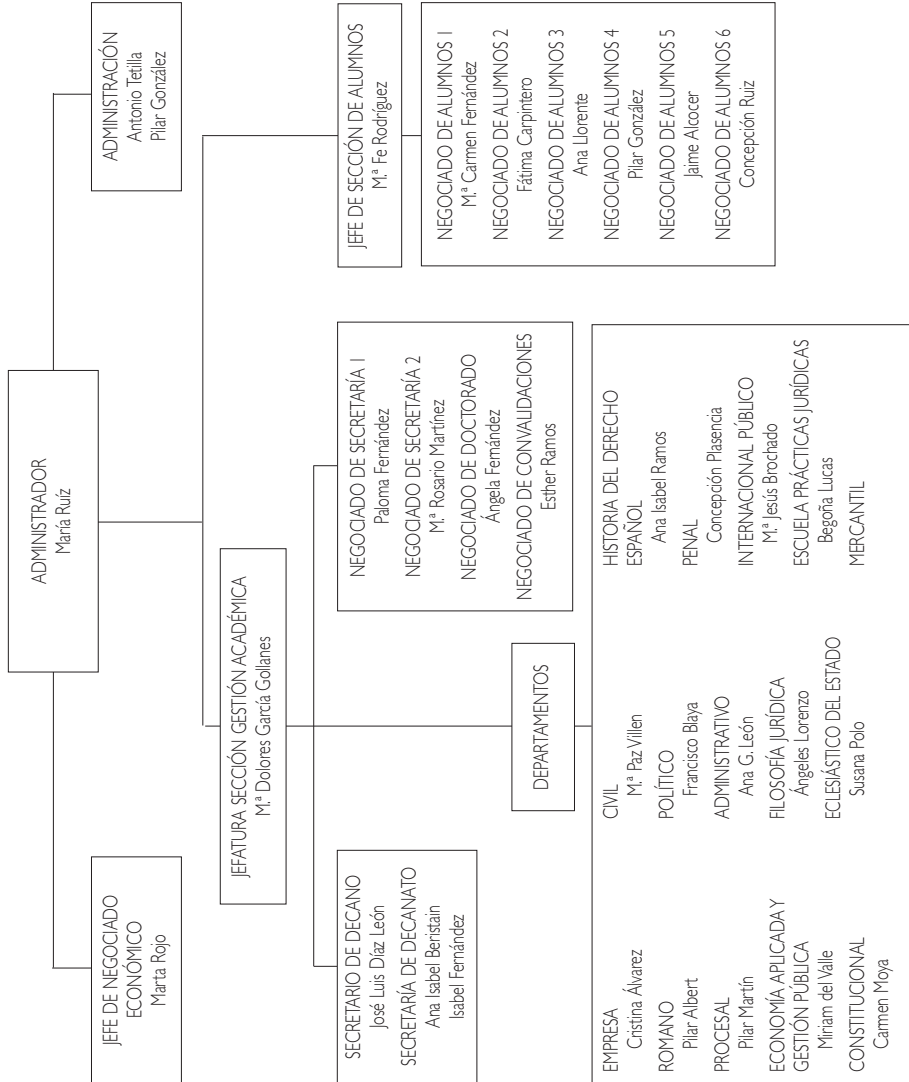 ADMINISTRADOR
María Ruíz
JEFE DE NEGOCIADO
ECONÓMICO
Marta Rojo
ADMINISTRACIÓN
Antonio Tetilla
Pilar González
JEFATURA SECCIÓN GESTIÓN ACADÉMICA
M.ª Dolores García Gollanes
JEFE DE SECCIÓN DE ALUMNOS
M.ª Fe Rodríguez
SECRETARIO DE DECANO
José Luis Díaz León
SECRETARÍA DE DECANATO
Ana Isabel Beristain
Isabel Fernández
NEGOCIADO DE SECRETARÍA 1
Paloma Fernández
NEGOCIADO DE SECRETARÍA 2
M.ª Rosario Martínez
NEGOCIADO DE DOCTORADO
Ángela Fernández
NEGOCIADO DE CONVALIDACIONES
Esther Ramos
NEGOCIADO DE ALUMNOS 1
M.ª Carmen Fernández
NEGOCIADO DE ALUMNOS 2
Fátima Carpintero
NEGOCIADO DE ALUMNOS 3
Ana Llorente
NEGOCIADO DE ALUMNOS 4
Pilar González
NEGOCIADO DE ALUMNOS 5
Jaime Alcocer
NEGOCIADO DE ALUMNOS 6
Concepción Ruiz
DEPARTAMENTOS
EMPRESA
Cristina Álvarez
ROMANO
Pilar Albert
PROCESAL
Pilar Martín
ECONOMÍA APLICADA Y
GESTIÓN PÚBLICA
Miriam del Valle
CONSTITUCIONAL
Carmen Moya
CIVIL
M.ª Paz Villen
POLÍTICO
Francisco Blaya
ADMINISTRATIVO
Ana G. León
FILOSOFÍA JURÍDICA
Ángeles Lorenzo
ECLESIÁSTICO DEL ESTADO
Susana Polo
HISTORIA DEL DERECHO
ESPAÑOL
Ana Isabel Ramos
PENAL
Concepción Plasencia
INTERNACIONAL PÚBLICO
M.ª Jesús Brochado
ESCUELA PRÁCTICAS JURÍDICAS
Begoña Lucas
MERCANTIL